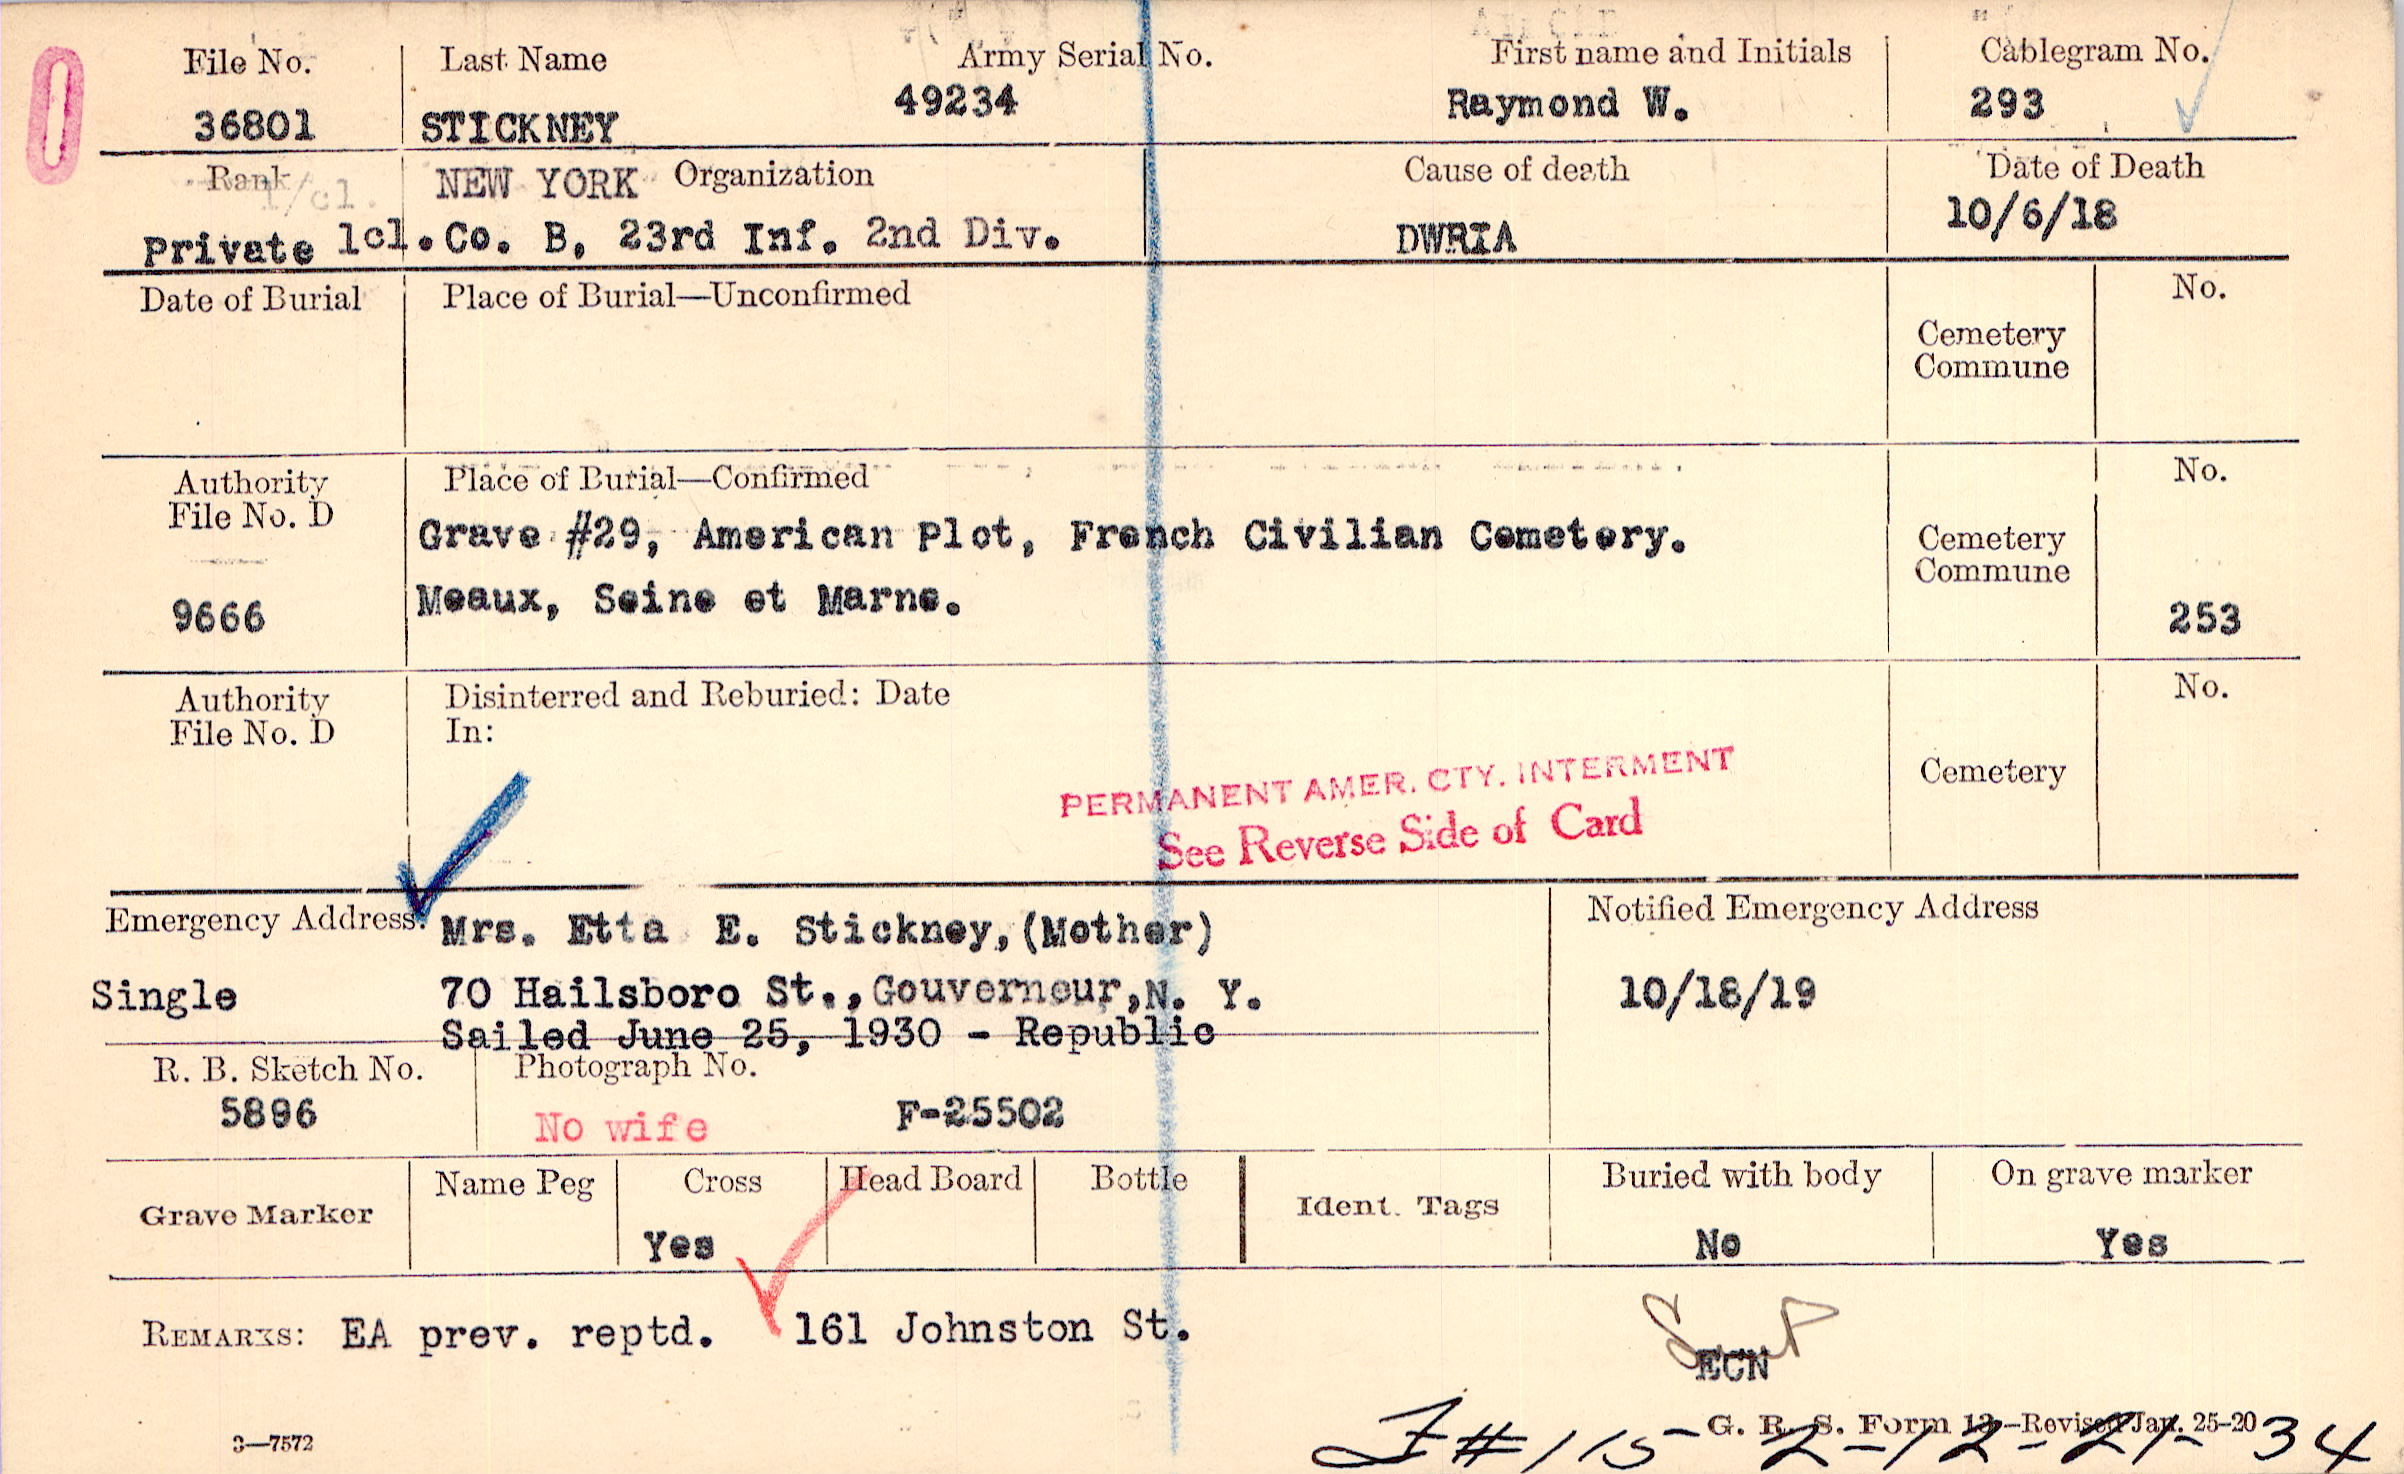 File No. Last Name Army Serial No. First name and Initials Cablegram No.
36801 STICKNEY 49234 Raymond W. 293
Rank NEW YORK Organization Cause of death Date of Death
1/cl.
Private 1cl. Co. B, 23rd Inf. 2nd Div. DWRIA 10/6/18
Date of Burial Place of Burial—Unconfirmed No.
Cemetery
Commune
Authority Place of Burial—Confirmed No.
File No. D
Grave #29, American Plot, French Civilian Cemetery. Cemetery
Commune
9666 Meaux, Seine et Marne. 253
Authority Disinterred and Reburied: Date No.
File No. D In:
Cemetery
PERMANENT AMER. CTY. INTERMENT
See Reverse Side of Card
Emergency Address: Mrs. Etta E. Stickney, (Mother) Notified Emergency Address
Single 70 Hailsboro St., Gouverneur, N. Y. 10/18/19
Sailed June 25, 1930 - Republic
R. B. Sketch No. Photograph No.
5896 No wife F-25502
Grave Marker Name Peg Cross Head Board Bottle Ident. Tags Buried with body On grave marker
Yes No Yes
REMARKS: EA prev. reptd. 161 Johnston St.
ECN
3—7572 G. R. S. Form 13—Revised Jan. 25-20
#115 2-12-21- 34